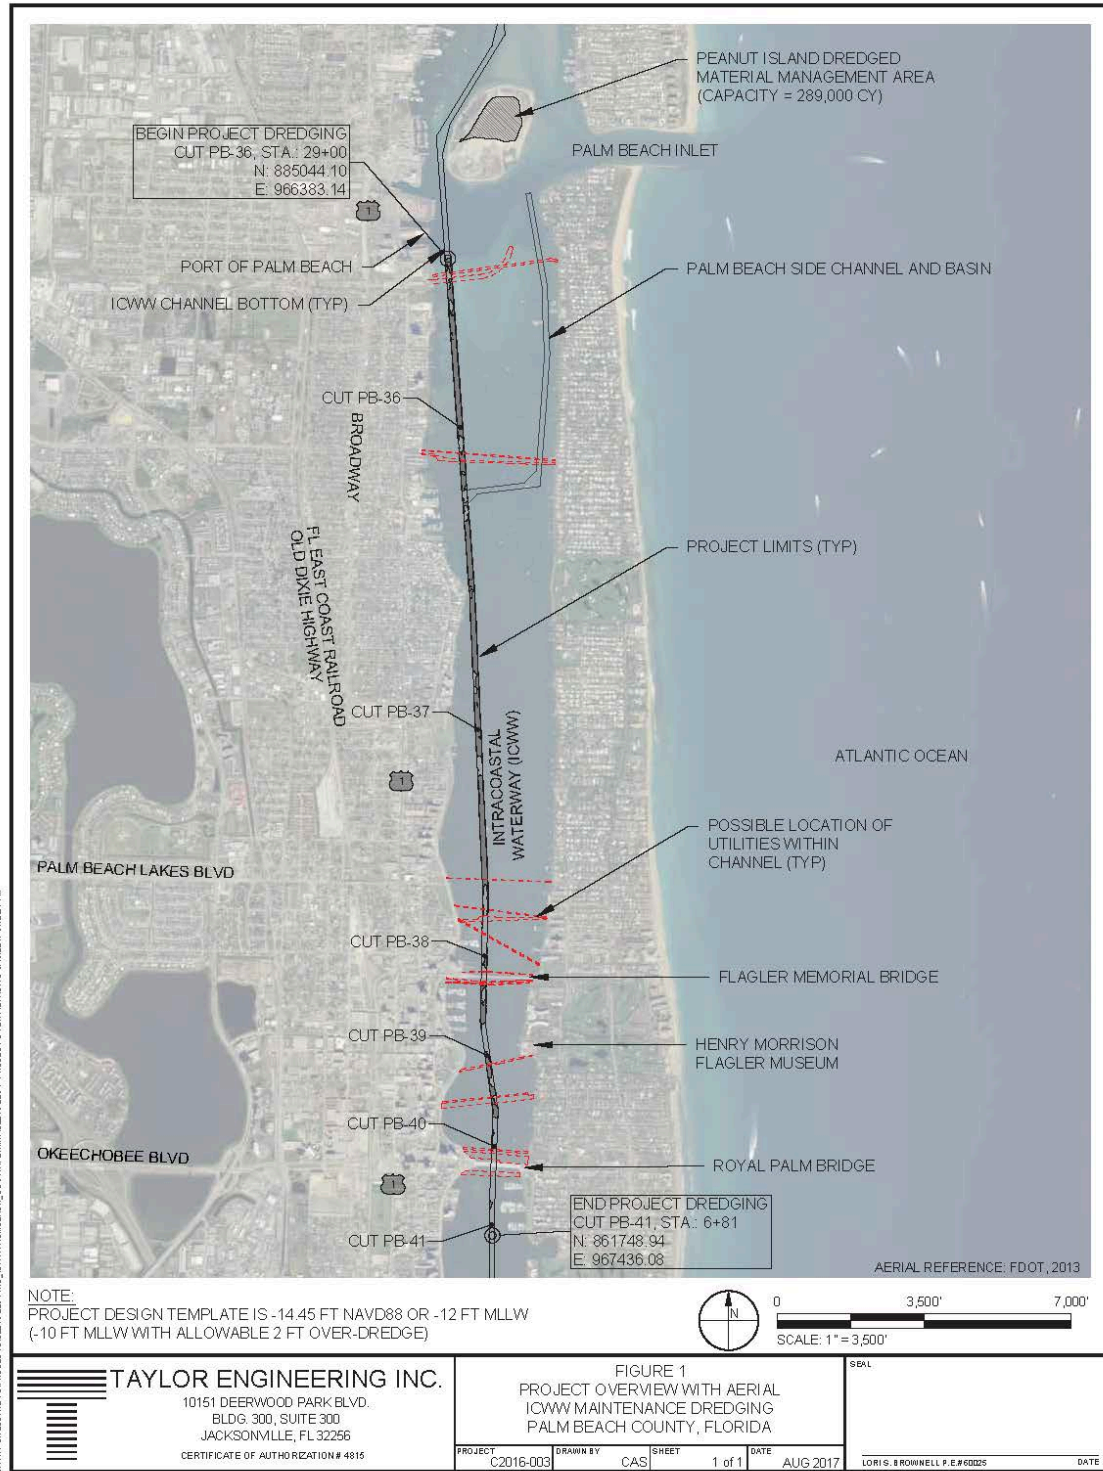 PEANUT ISLAND DREDGED
MATERIAL MANAGEMENT AREA
(CAPACITY = 289,000 CY)
BEGIN PROJECT DREDGING
CUT PB-36, STA.: 29+00
N: 885044.10
E: 966383.14
PALM BEACH INLET
1
PORT OF PALM BEACH
PALM BEACH SIDE CHANNEL AND BASIN
ICWW CHANNEL BOTTOM (TYP)
CUT PB-36
BROADWAY
FL EAST COAST RAILROAD
OLD DIXIE HIGHWAY
PROJECT LIMITS (TYP)
CUT PB-37
INTRACOASTAL
WATERWAY (ICWW)
ATLANTIC OCEAN
1
POSSIBLE LOCATION OF
UTILITIES WITHIN
CHANNEL (TYP)
PALM BEACH LAKES BLVD
CUT PB-38
FLAGLER MEMORIAL BRIDGE
CUT PB-39
HENRY MORRISON
FLAGLER MUSEUM
CUT PB-40
OKEECHOBEE BLVD
ROYAL PALM BRIDGE
1
END PROJECT DREDGING
CUT PB-41, STA.: 6+81
N: 861748.94
E: 967436.08
CUT PB-41
AERIAL REFERENCE: FDOT, 2013
NOTE:
PROJECT DESIGN TEMPLATE IS -14.45 FT NAVD88 OR -12 FT MLLW
(-10 FT MLLW WITH ALLOWABLE 2 FT OVER-DREDGE)
N
0 3,500' 7,000'
SCALE: 1" = 3,500'
TAYLOR ENGINEERING INC.
10151 DEERWOOD PARK BLVD.
BLDG. 300, SUITE 300
JACKSONVILLE, FL 32256
CERTIFICATE OF AUTHORIZATION # 4815
FIGURE 1
PROJECT OVERVIEW WITH AERIAL
ICWW MAINTENANCE DREDGING
PALM BEACH COUNTY, FLORIDA
PROJECT
C2016-003
DRAWN BY
CAS
SHEET
1 of 1
DATE
AUG 2017
SEAL
LORI S. BROWNELL P.E.# 60025 DATE